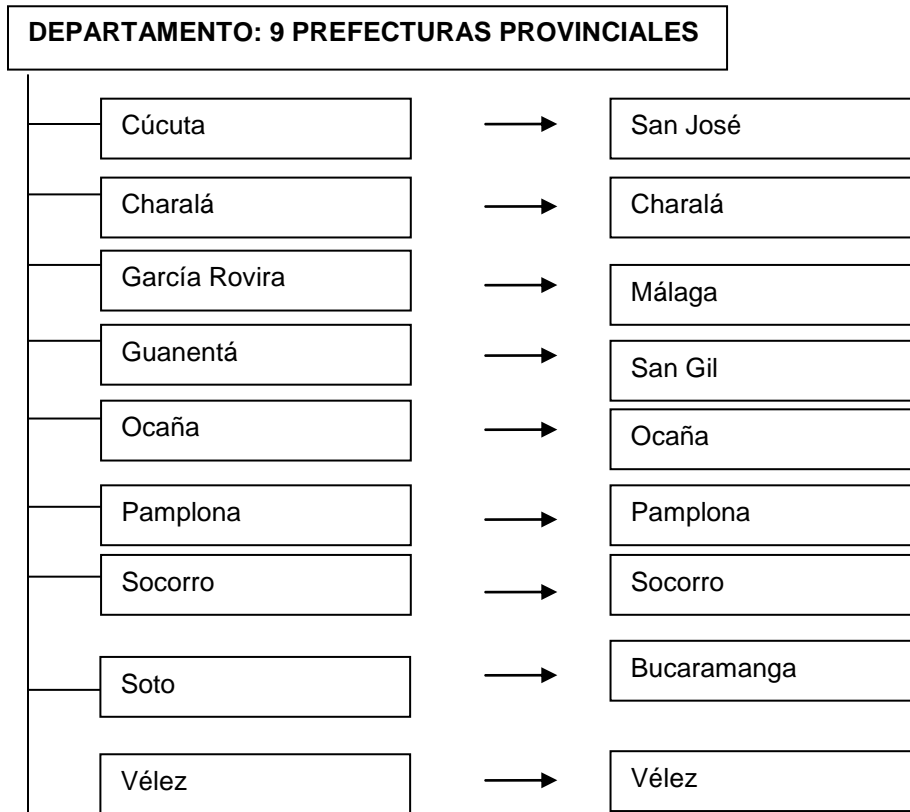 DEPARTAMENTO: 9 PREFECTURAS PROVINCIALES
Cúcuta San José
Charalá Charalá
García Rovira Málaga
Guanentá San Gil
Ocaña Ocaña
Pamplona Pamplona
Socorro Socorro
Soto Bucaramanga
Vélez Vélez